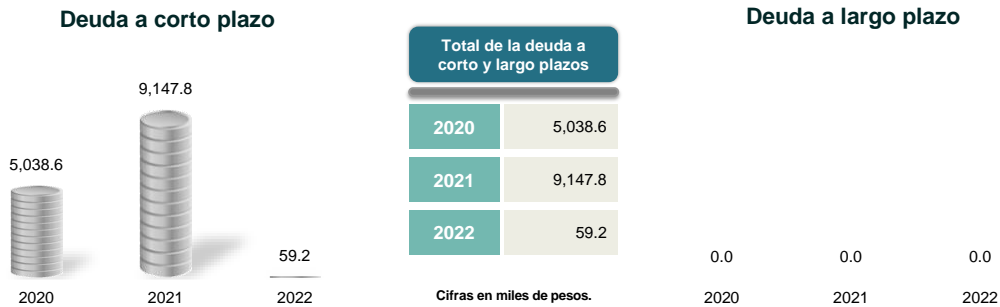 Deuda a corto plazo
9,147.8
5,038.6
59.2
2020 2021 2022
Total de la deuda a
corto y largo plazos
2020 5,038.6
2021 9,147.8
2022 59.2
Cifras en miles de pesos.
Deuda a largo plazo
0.0 0.0 0.0
2020 2021 2022